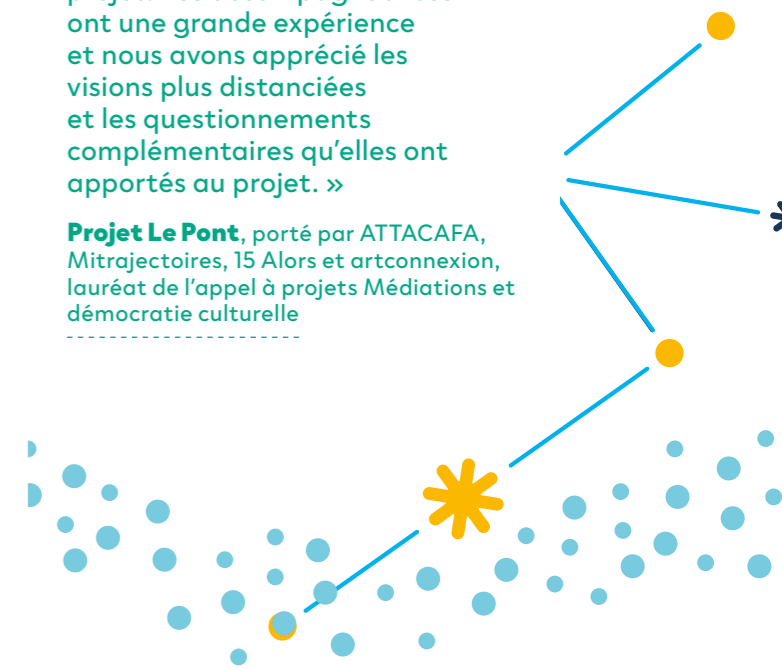 ont une grande expérience
et nous avons apprécié les
visions plus distanciées
et les questionnements
complémentaires qu'elles ont
apportés au projet. »
Projet Le Pont, porté par ATTACAFA,
Mitrajectoires, 15 Alors et artconnexion,
lauréat de l'appel à projets Médiations et
démocratie culturelle